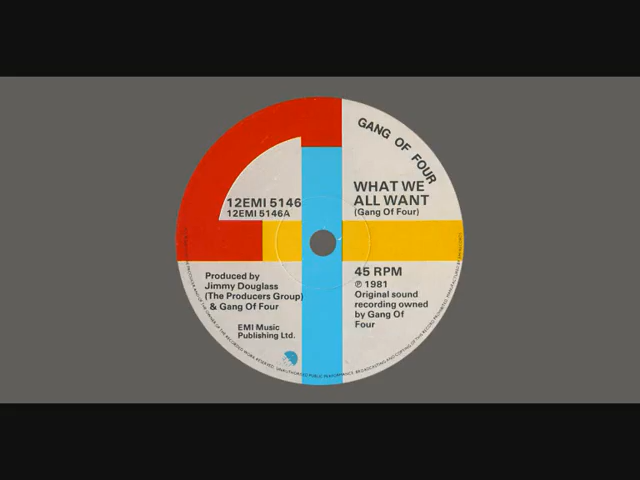 GANG OF FOUR
WHAT WE
ALL WANT
(Gang Of Four)
12EMI 5146
12EMI 5146A
Produced by
Jimmy Douglass
(The Producers Group)
& Gang Of Four
EMI Music
Publishing Ltd.
45 RPM
℗ 1981
Original sound
recording owned
by Gang Of
Four